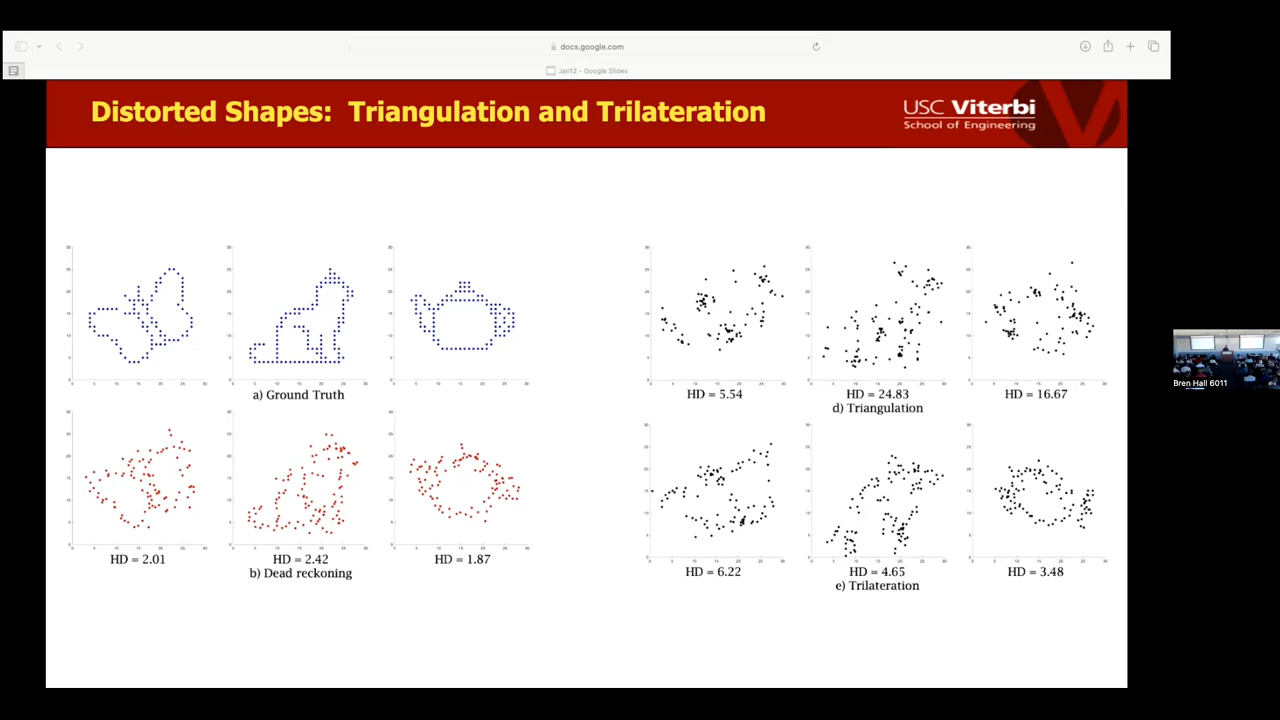 docs.google.com
Jan12 - Google Slides
Distorted Shapes: Triangulation and Trilateration
USC Viterbi
School of Engineering
a) Ground Truth
HD = 5.54
HD = 24.83
HD = 16.67
d) Triangulation
HD = 2.01
HD = 2.42
HD = 1.87
b) Dead reckoning
HD = 6.22
HD = 4.65
HD = 3.48
e) Trilateration
Bren Hall 6011